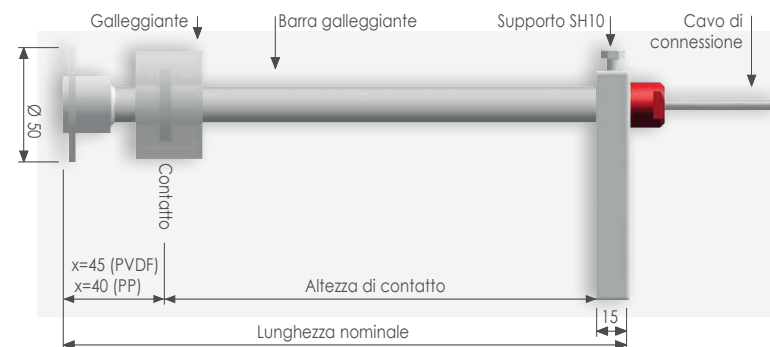 Galleggiante
Barra galleggiante
Supporto SH10
Cavo di
connessione
Ø 50
Contatto
x=45 (PVDF)
x=40 (PP)
Altezza di contatto
15
Lunghezza nominale